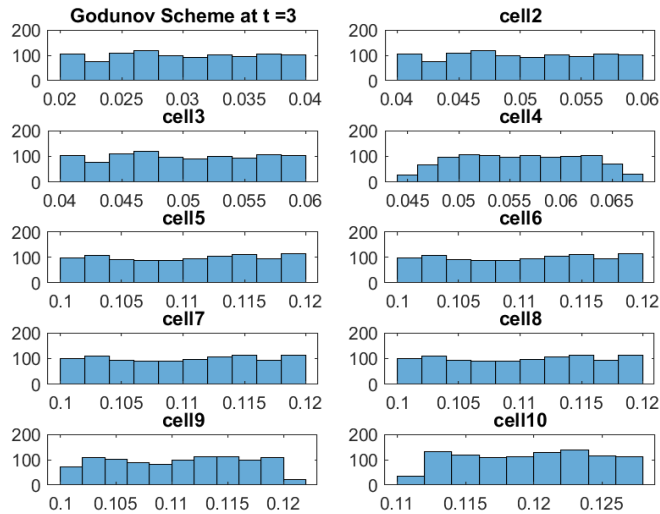 Godunov Scheme at t =3 cell2
200 200
100 100
0 0
0.02 0.025 0.03 0.035 0.04 0.04 0.045 0.05 0.055 0.06
cell3 cell4
200 200
100 100
0 0
0.04 0.045 0.05 0.055 0.06 0.045 0.05 0.055 0.06 0.065
cell5 cell6
200 200
100 100
0 0
0.1 0.105 0.11 0.115 0.12 0.1 0.105 0.11 0.115 0.12
cell7 cell8
200 200
100 100
0 0
0.1 0.105 0.11 0.115 0.12 0.1 0.105 0.11 0.115 0.12
cell9 cell10
200 200
100 100
0 0
0.1 0.105 0.11 0.115 0.12 0.11 0.115 0.12 0.125